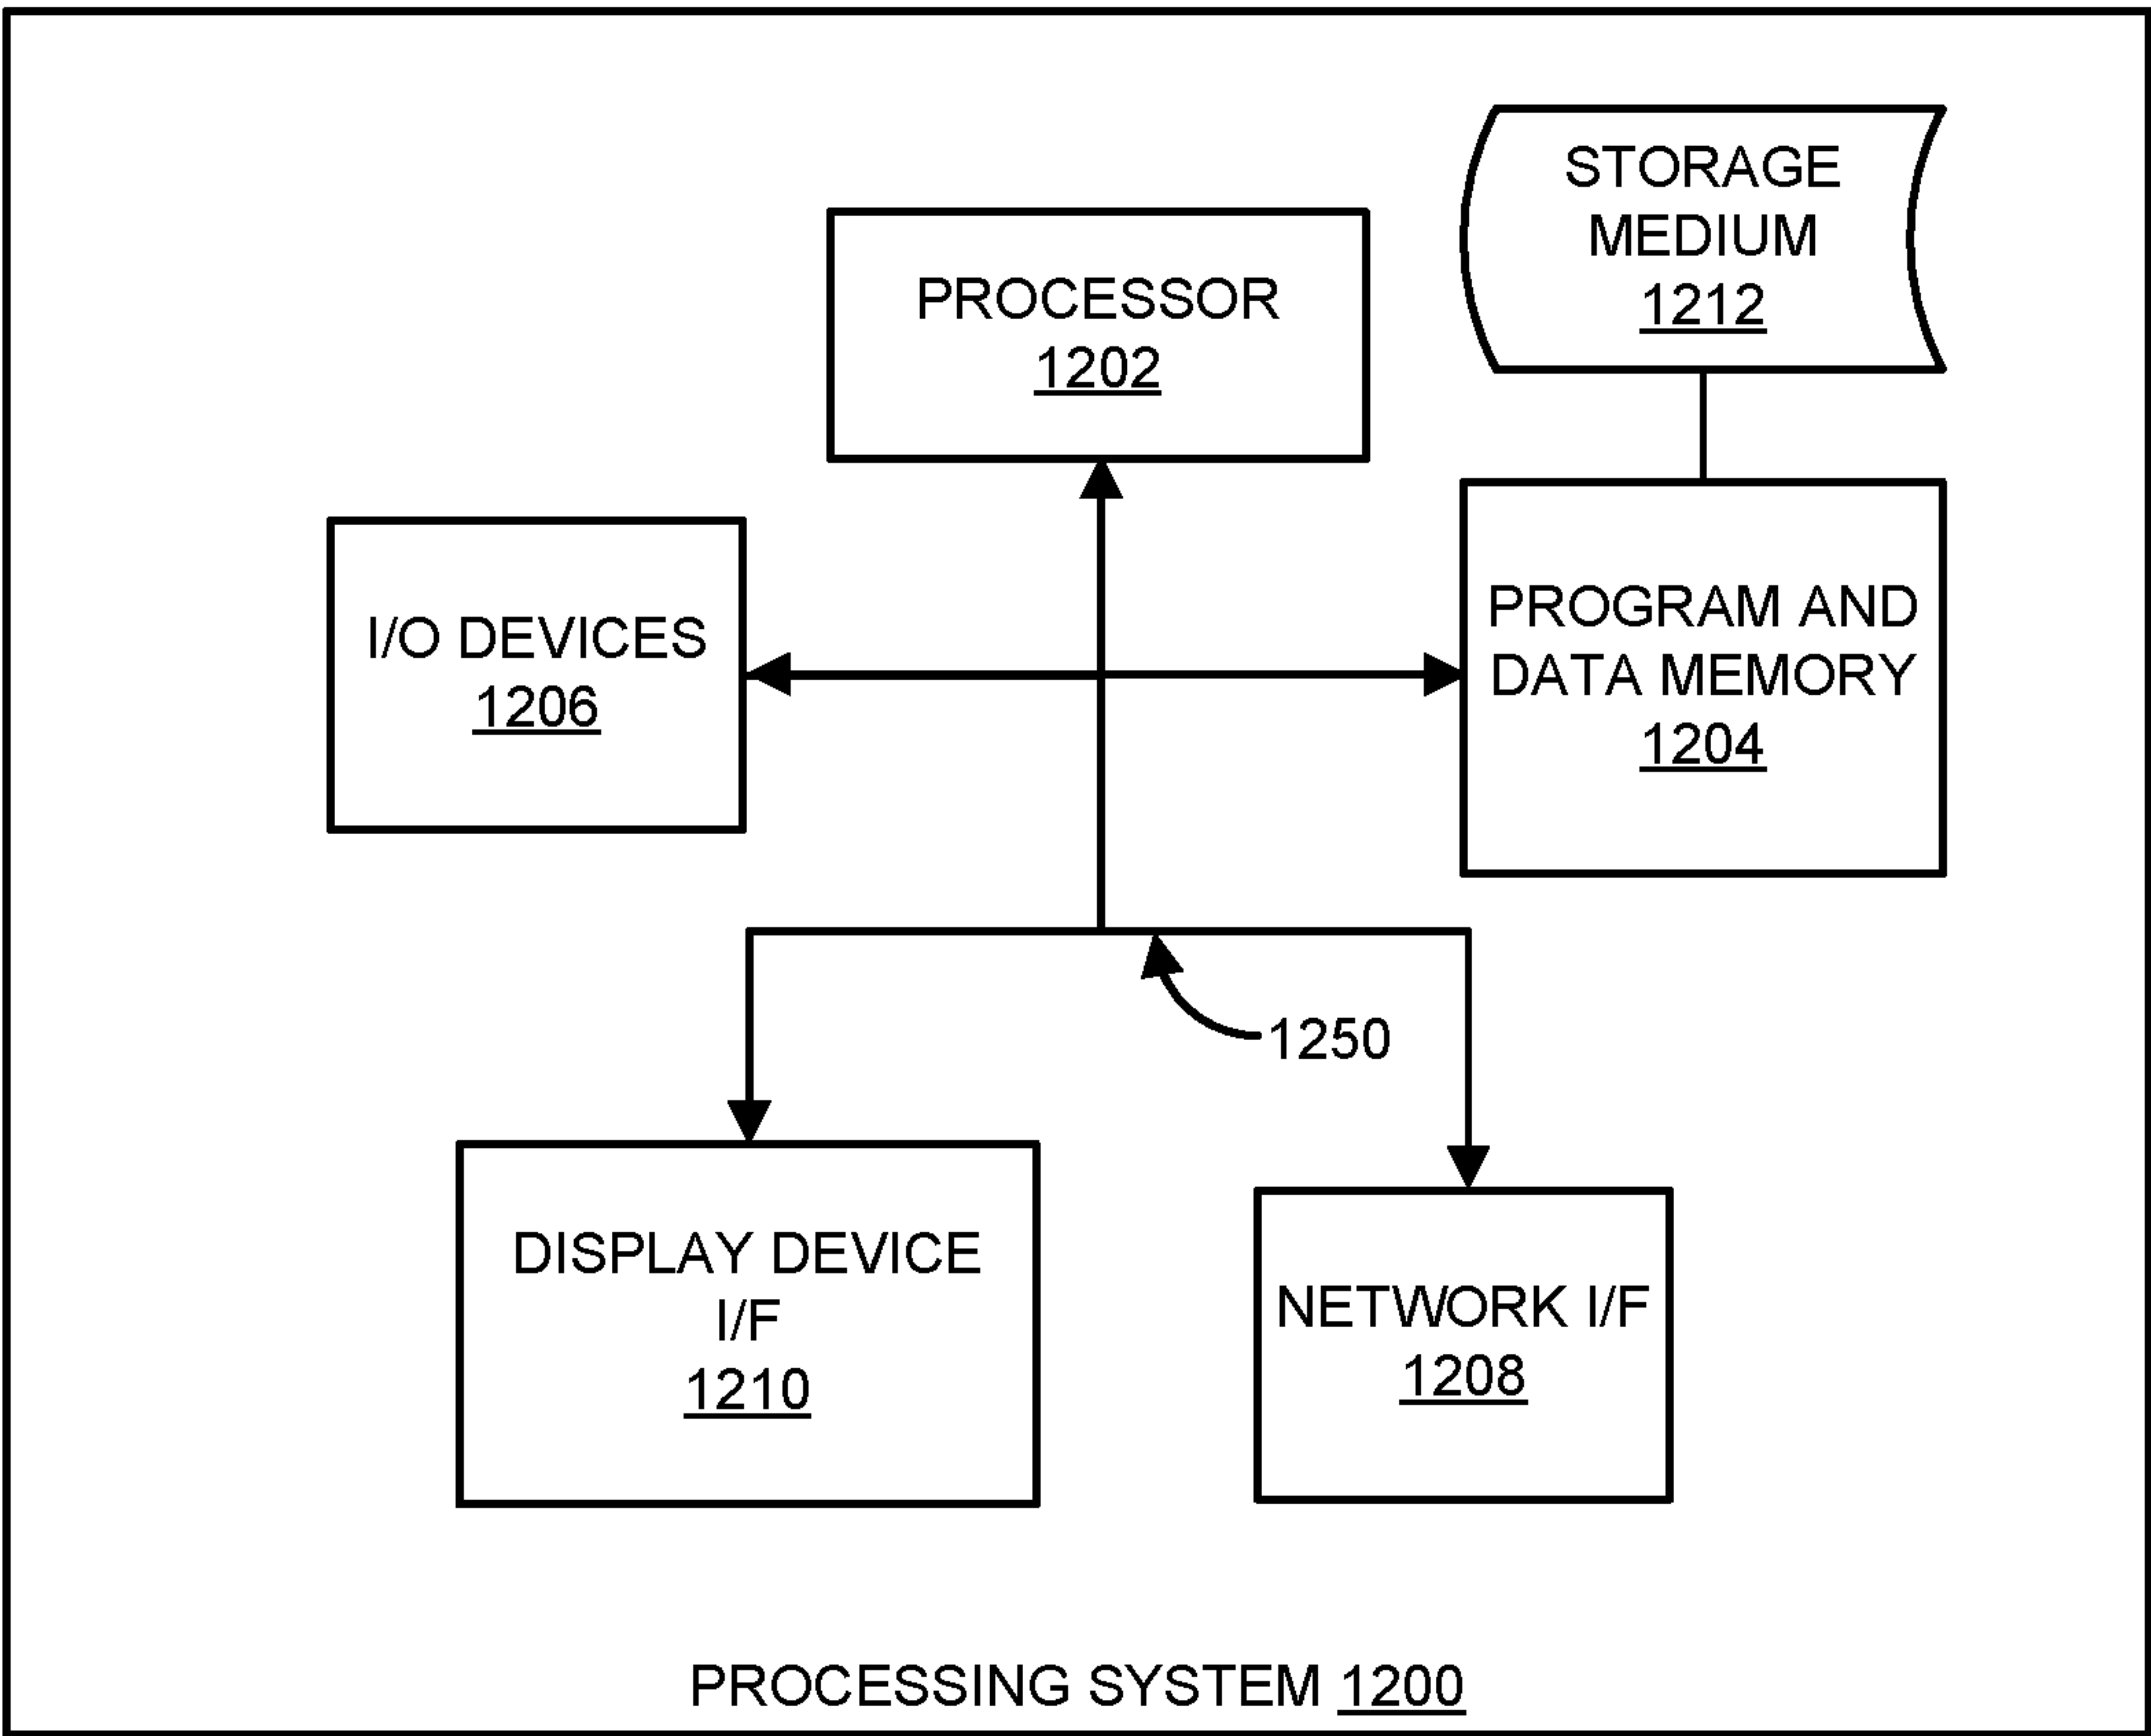 STORAGE
MEDIUM
1212
PROCESSOR
1202
I/O DEVICES
1206
PROGRAM AND
DATA MEMORY
1204
1250
DISPLAY DEVICE
I/F
1210
NETWORK I/F
1208
PROCESSING SYSTEM 1200